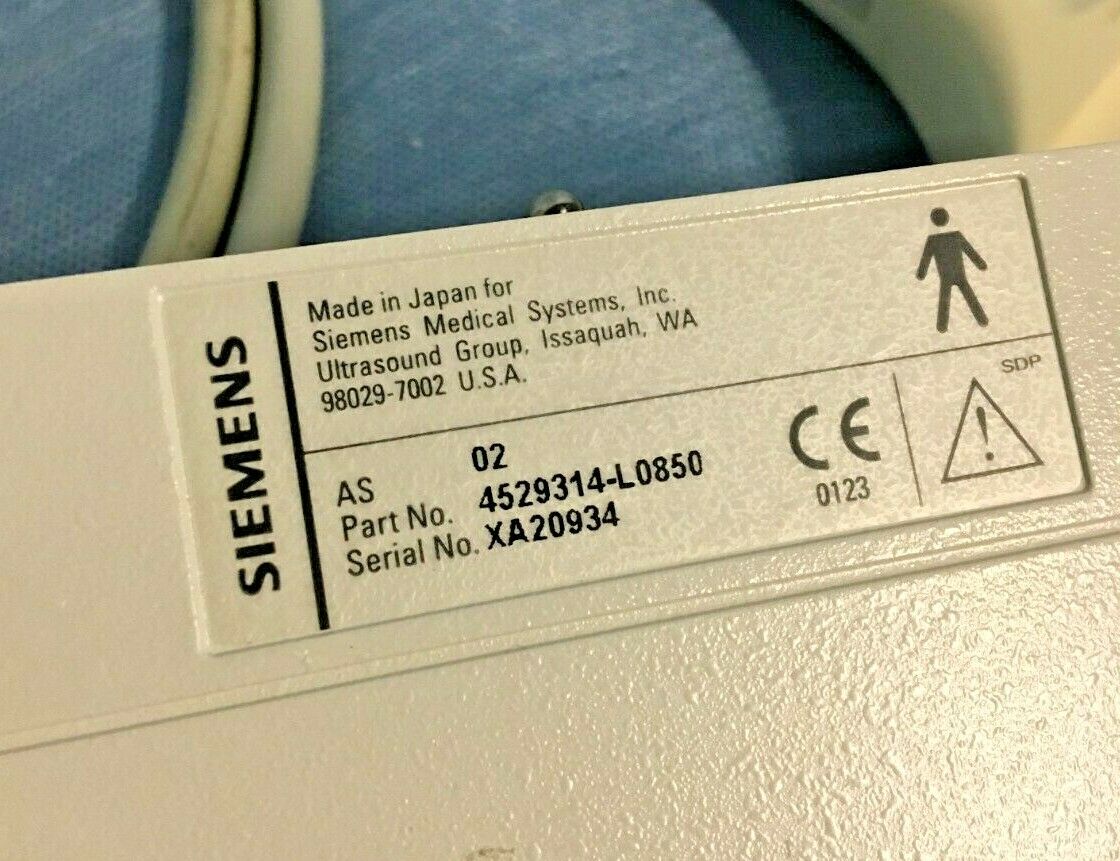 SIEMENS
Made in Japan for
Siemens Medical Systems, Inc.
Ultrasound Group, Issaquah, WA
98029-7002 U.S.A.
AS 02
Part No. 4529314-L0850
Serial No. XA20934
CE
0123
SDP
!